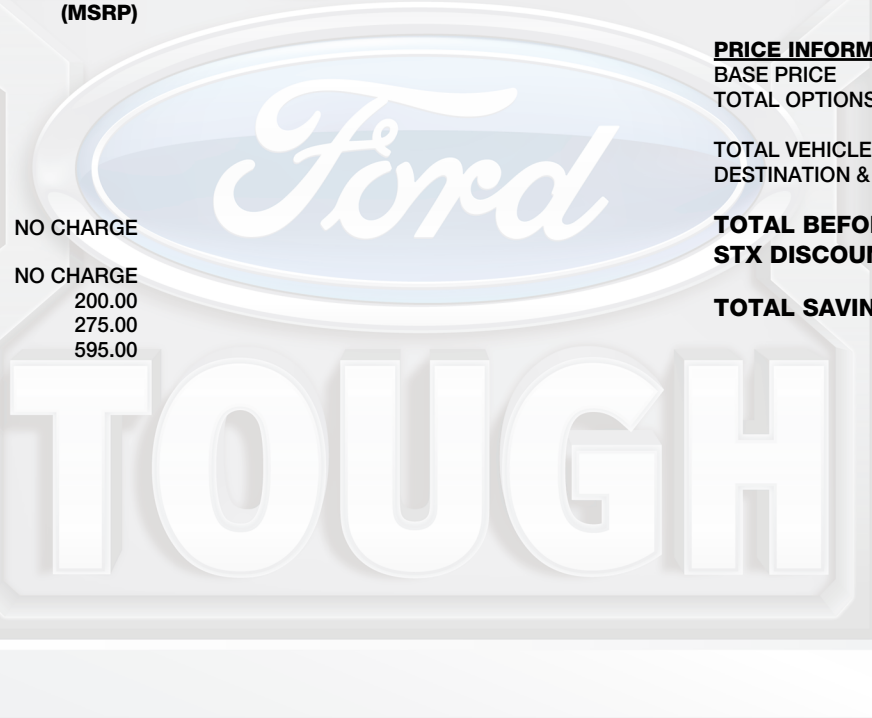 (MSRP)
NO CHARGE
NO CHARGE
200.00
275.00
595.00
PRICE INFORM
BASE PRICE
TOTAL OPTIONS
TOTAL VEHICLE
DESTINATION &
TOTAL BEFO
STX DISCOUN
TOTAL SAVIN
Ford
TOUGH